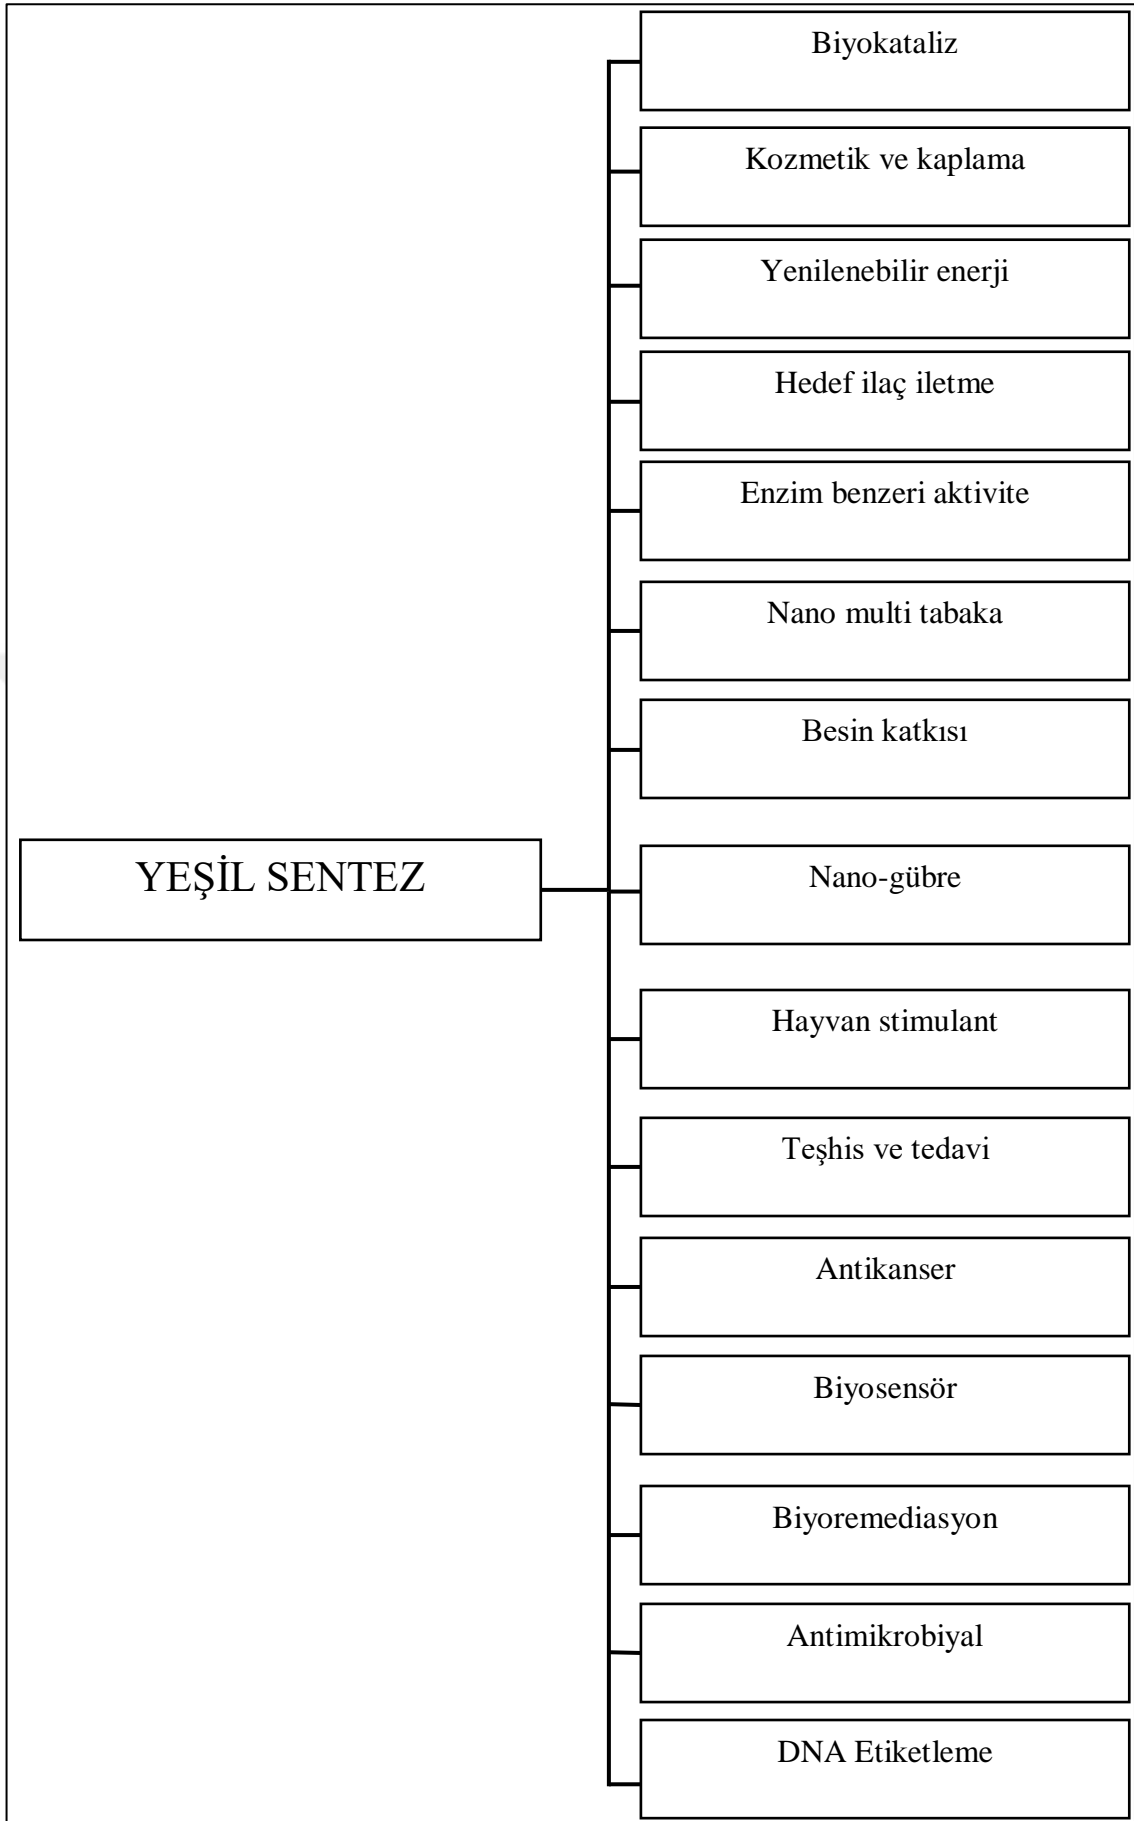 Biyokataliz
Kozmetik ve kaplama
Yenilenebilir enerji
Hedef ilaç iletme
Enzim benzeri aktivite
Nano multi tabaka
Besin katkısı
YEŞİL SENTEZ
Nano-gübre
Hayvan stimulant
Teşhis ve tedavi
Antikanser
Biyosensör
Biyoremediasyon
Antimikrobiyal
DNA Etiketleme